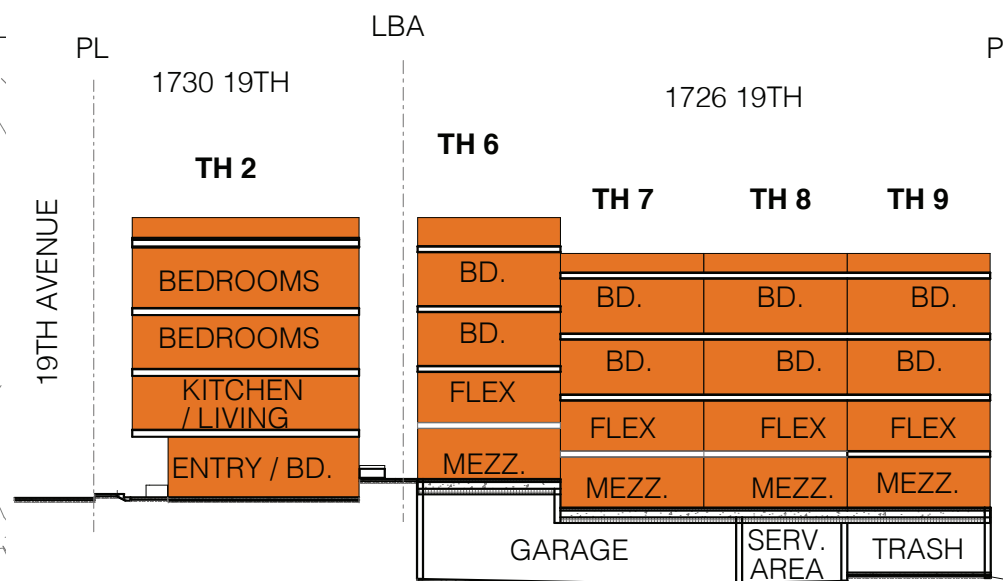 LBA
PL
P
1730 19TH
1726 19TH
TH 6
TH 2
TH 7
TH 8
TH 9
19TH AVENUE
BEDROOMS
BEDROOMS
KITCHEN
/ LIVING
ENTRY / BD.
BD.
BD.
FLEX
MEZZ.
BD.
BD.
BD.
BD.
BD.
BD.
FLEX
FLEX
FLEX
MEZZ.
MEZZ.
MEZZ.
GARAGE
SERV.
AREA
TRASH